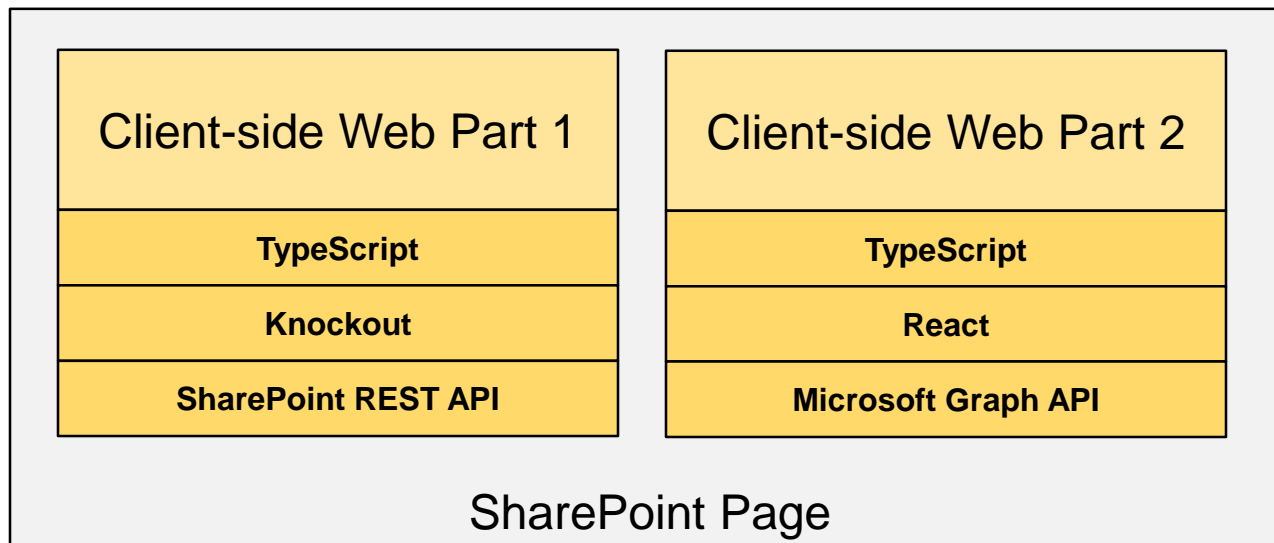 Client-side Web Part 1
TypeScript
Knockout
SharePoint REST API
Client-side Web Part 2
TypeScript
React
Microsoft Graph API
SharePoint Page